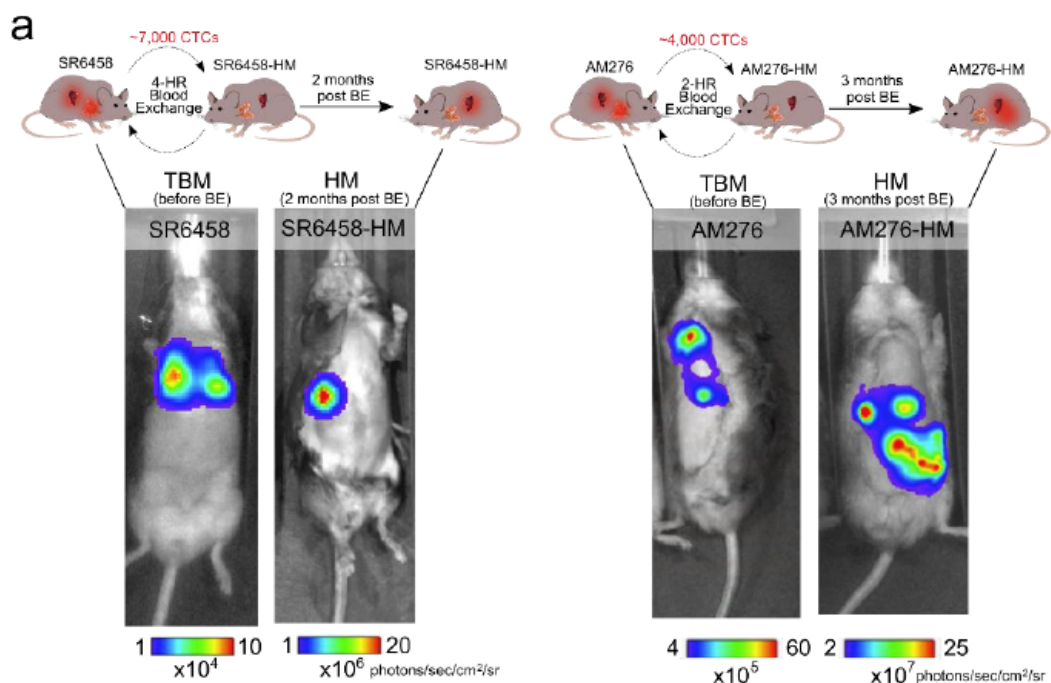 a
~7,000 CTCs
SR6458
4-HR
Blood
Exchange
SR6458-HM
2 months
post BE
SR6458-HM
~4,000 CTCs
AM276
2-HR
Blood
Exchange
AM276-HM
3 months
post BE
AM276-HM
TBM
(before BE)
SR6458
HM
(2 months post BE)
SR6458-HM
TBM
(before BE)
AM276
HM
(3 months post BE)
AM276-HM
1 10
x10⁴
1 20
x10⁶ photons/sec/cm²/sr
4 60
x10⁵
2 25
x10⁷ photons/sec/cm²/sr